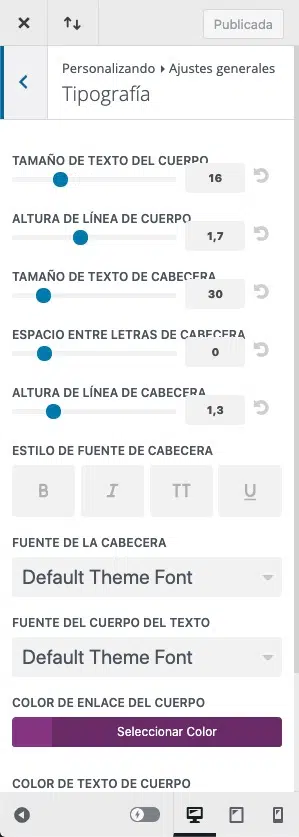 Publicada
Personalizando ▸ Ajustes generales
Tipografía
TAMAÑO DE TEXTO DEL CUERPO
16
ALTURA DE LÍNEA DE CUERPO
1,7
TAMAÑO DE TEXTO DE CABECERA
30
ESPACIO ENTRE LETRAS DE CABECERA
0
ALTURA DE LÍNEA DE CABECERA
1,3
ESTILO DE FUENTE DE CABECERA
B I TT U
FUENTE DE LA CABECERA
Default Theme Font
FUENTE DEL CUERPO DEL TEXTO
Default Theme Font
COLOR DE ENLACE DEL CUERPO
Seleccionar Color
COLOR DE TEXTO DE CUERPO